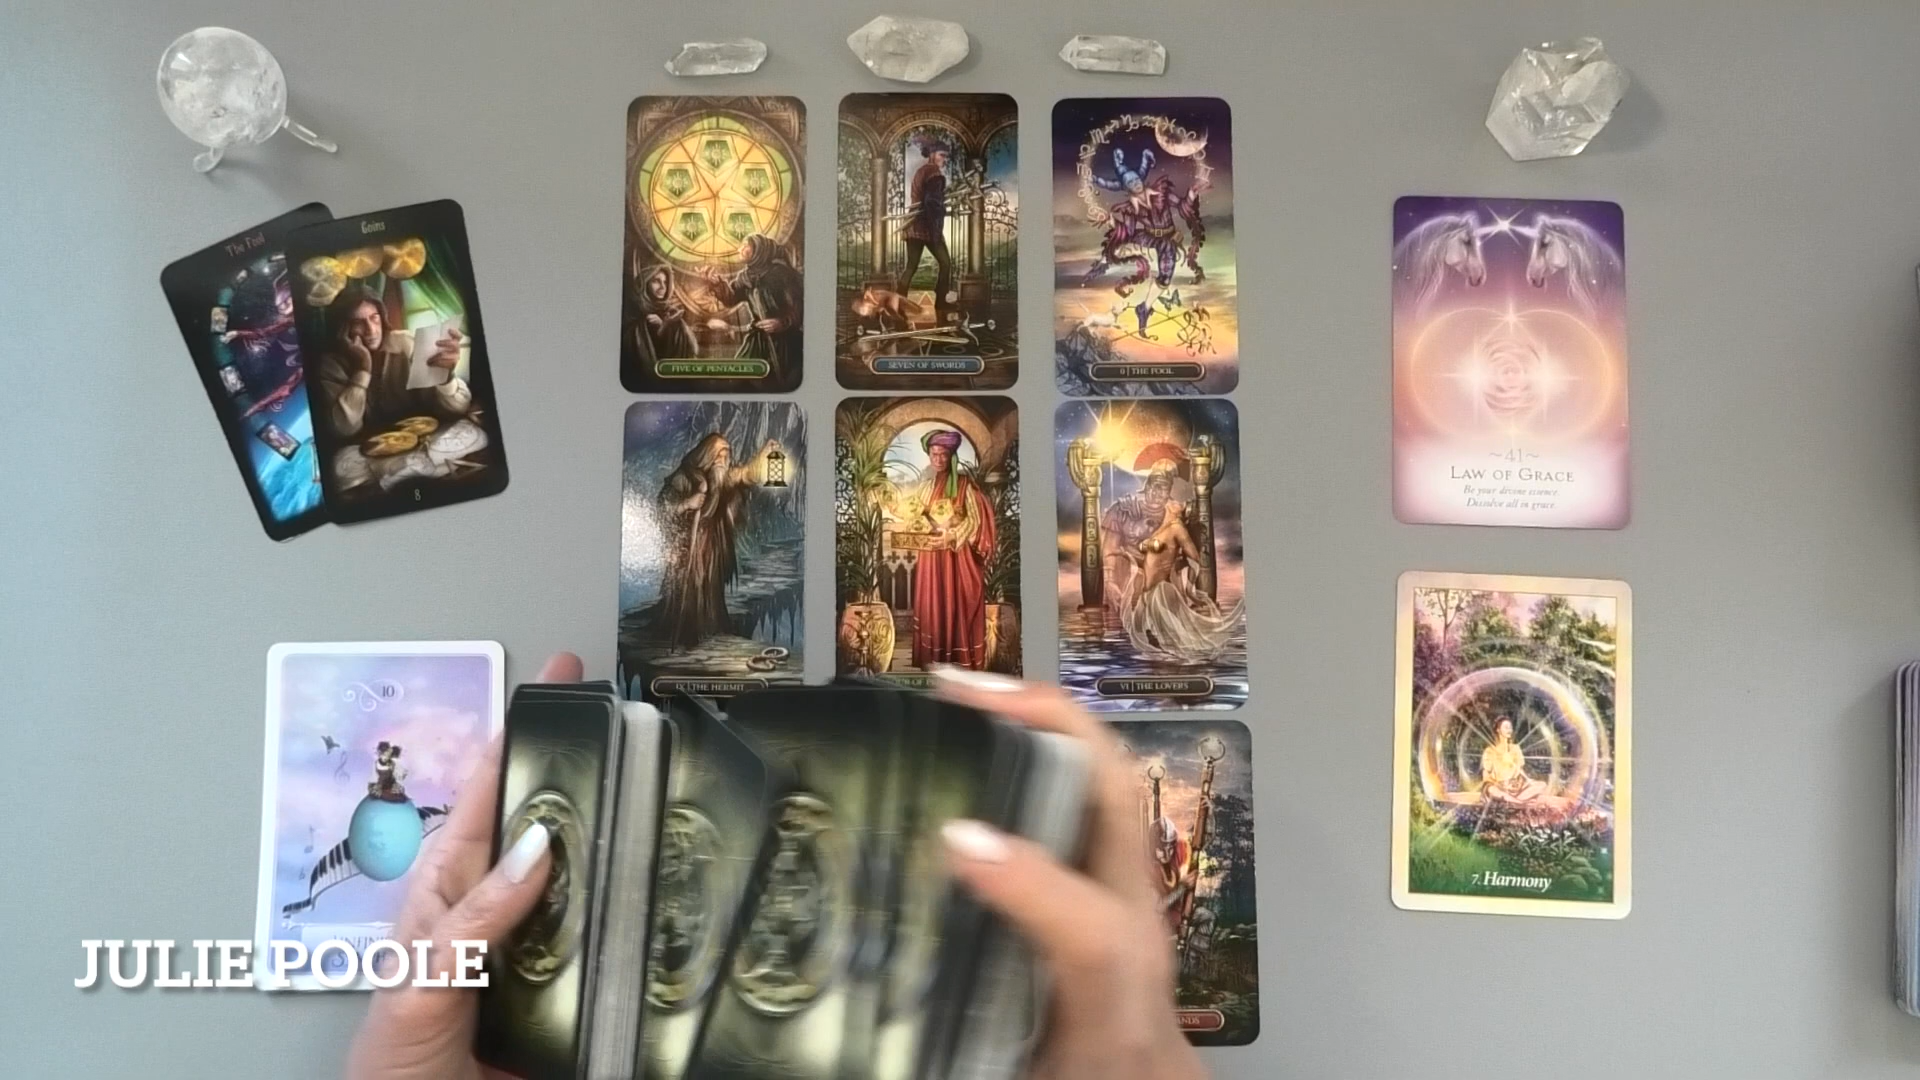 The Fool
Coins
8
FIVE OF PENTACLES
SEVEN OF SWORDS
0 | THE FOOL
~41~
LAW OF GRACE
Be your divine essence.
Dissolve all in grace.
IX | THE HERMIT
VI | THE LOVERS
10
7. Harmony
JULIE POOLE